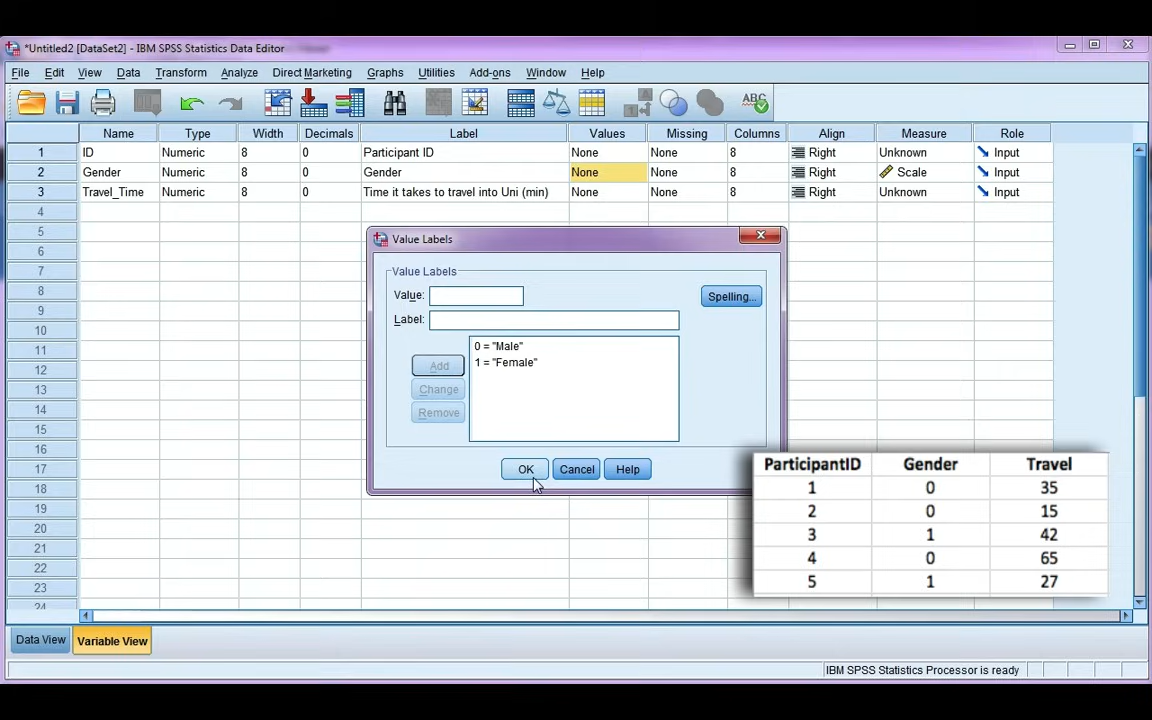 *Untitled2 [DataSet2] - IBM SPSS Statistics Data Editor
File Edit View Data Transform Analyze Direct Marketing Graphs Utilities Add-ons Window Help
Name Type Width Decimals Label Values Missing Columns Align Measure Role
1 ID Numeric 8 0 Participant ID None None 8 Right Unknown Input
2 Gender Numeric 8 0 Gender None None 8 Right Scale Input
3 Travel_Time Numeric 8 0 Time it takes to travel into Uni (min) None None 8 Right Unknown Input
4
5
6
7
8
9
10
11
12
13
14
15
16
17
18
19
20
21
22
23
24
Value Labels
Value Labels
Value: Spelling...
Label:
0 = "Male"
1 = "Female"
Add
Change
Remove
OK Cancel Help
ParticipantID Gender Travel
1 0 35
2 0 15
3 1 42
4 0 65
5 1 27
Data View Variable View
IBM SPSS Statistics Processor is ready